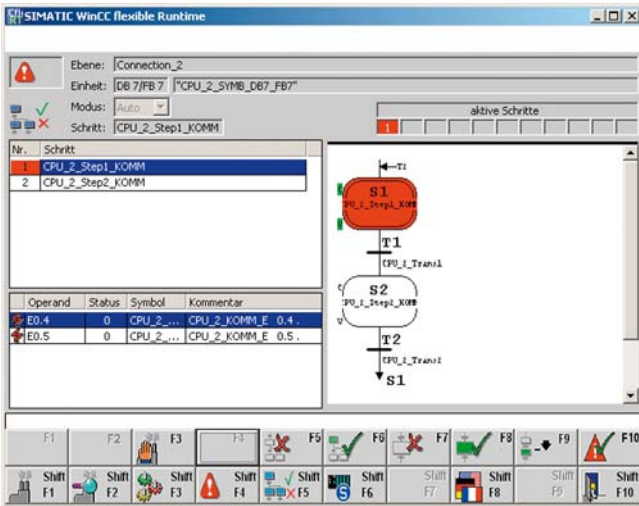 SIMATIC WinCC flexible Runtime
Ebene: Connection_2
Einheit: DB 7/FB 7 "CPU_2_SYMB_DB7_FB7"
Modus: Auto
Schritt: CPU_2_Step1_KOMM
aktive Schritte
1
Nr. Schritt
1 CPU_2_Step1_KOMM
2 CPU_2_Step2_KOMM
Operand Status Symbol Kommentar
E0.4 0 CPU_2_... CPU_2_KOMM_E 0.4.
E0.5 0 CPU_2_... CPU_2_KOMM_E 0.5.
T2
S1
T1
S2
T2
S1
F1 F2 F3 F4 F5 F6 F7 F8 F9 F10
Shift F1 Shift F2 Shift F3 Shift F4 Shift F5 Shift F6 Shift F7 Shift F8 Shift F9 Shift F10